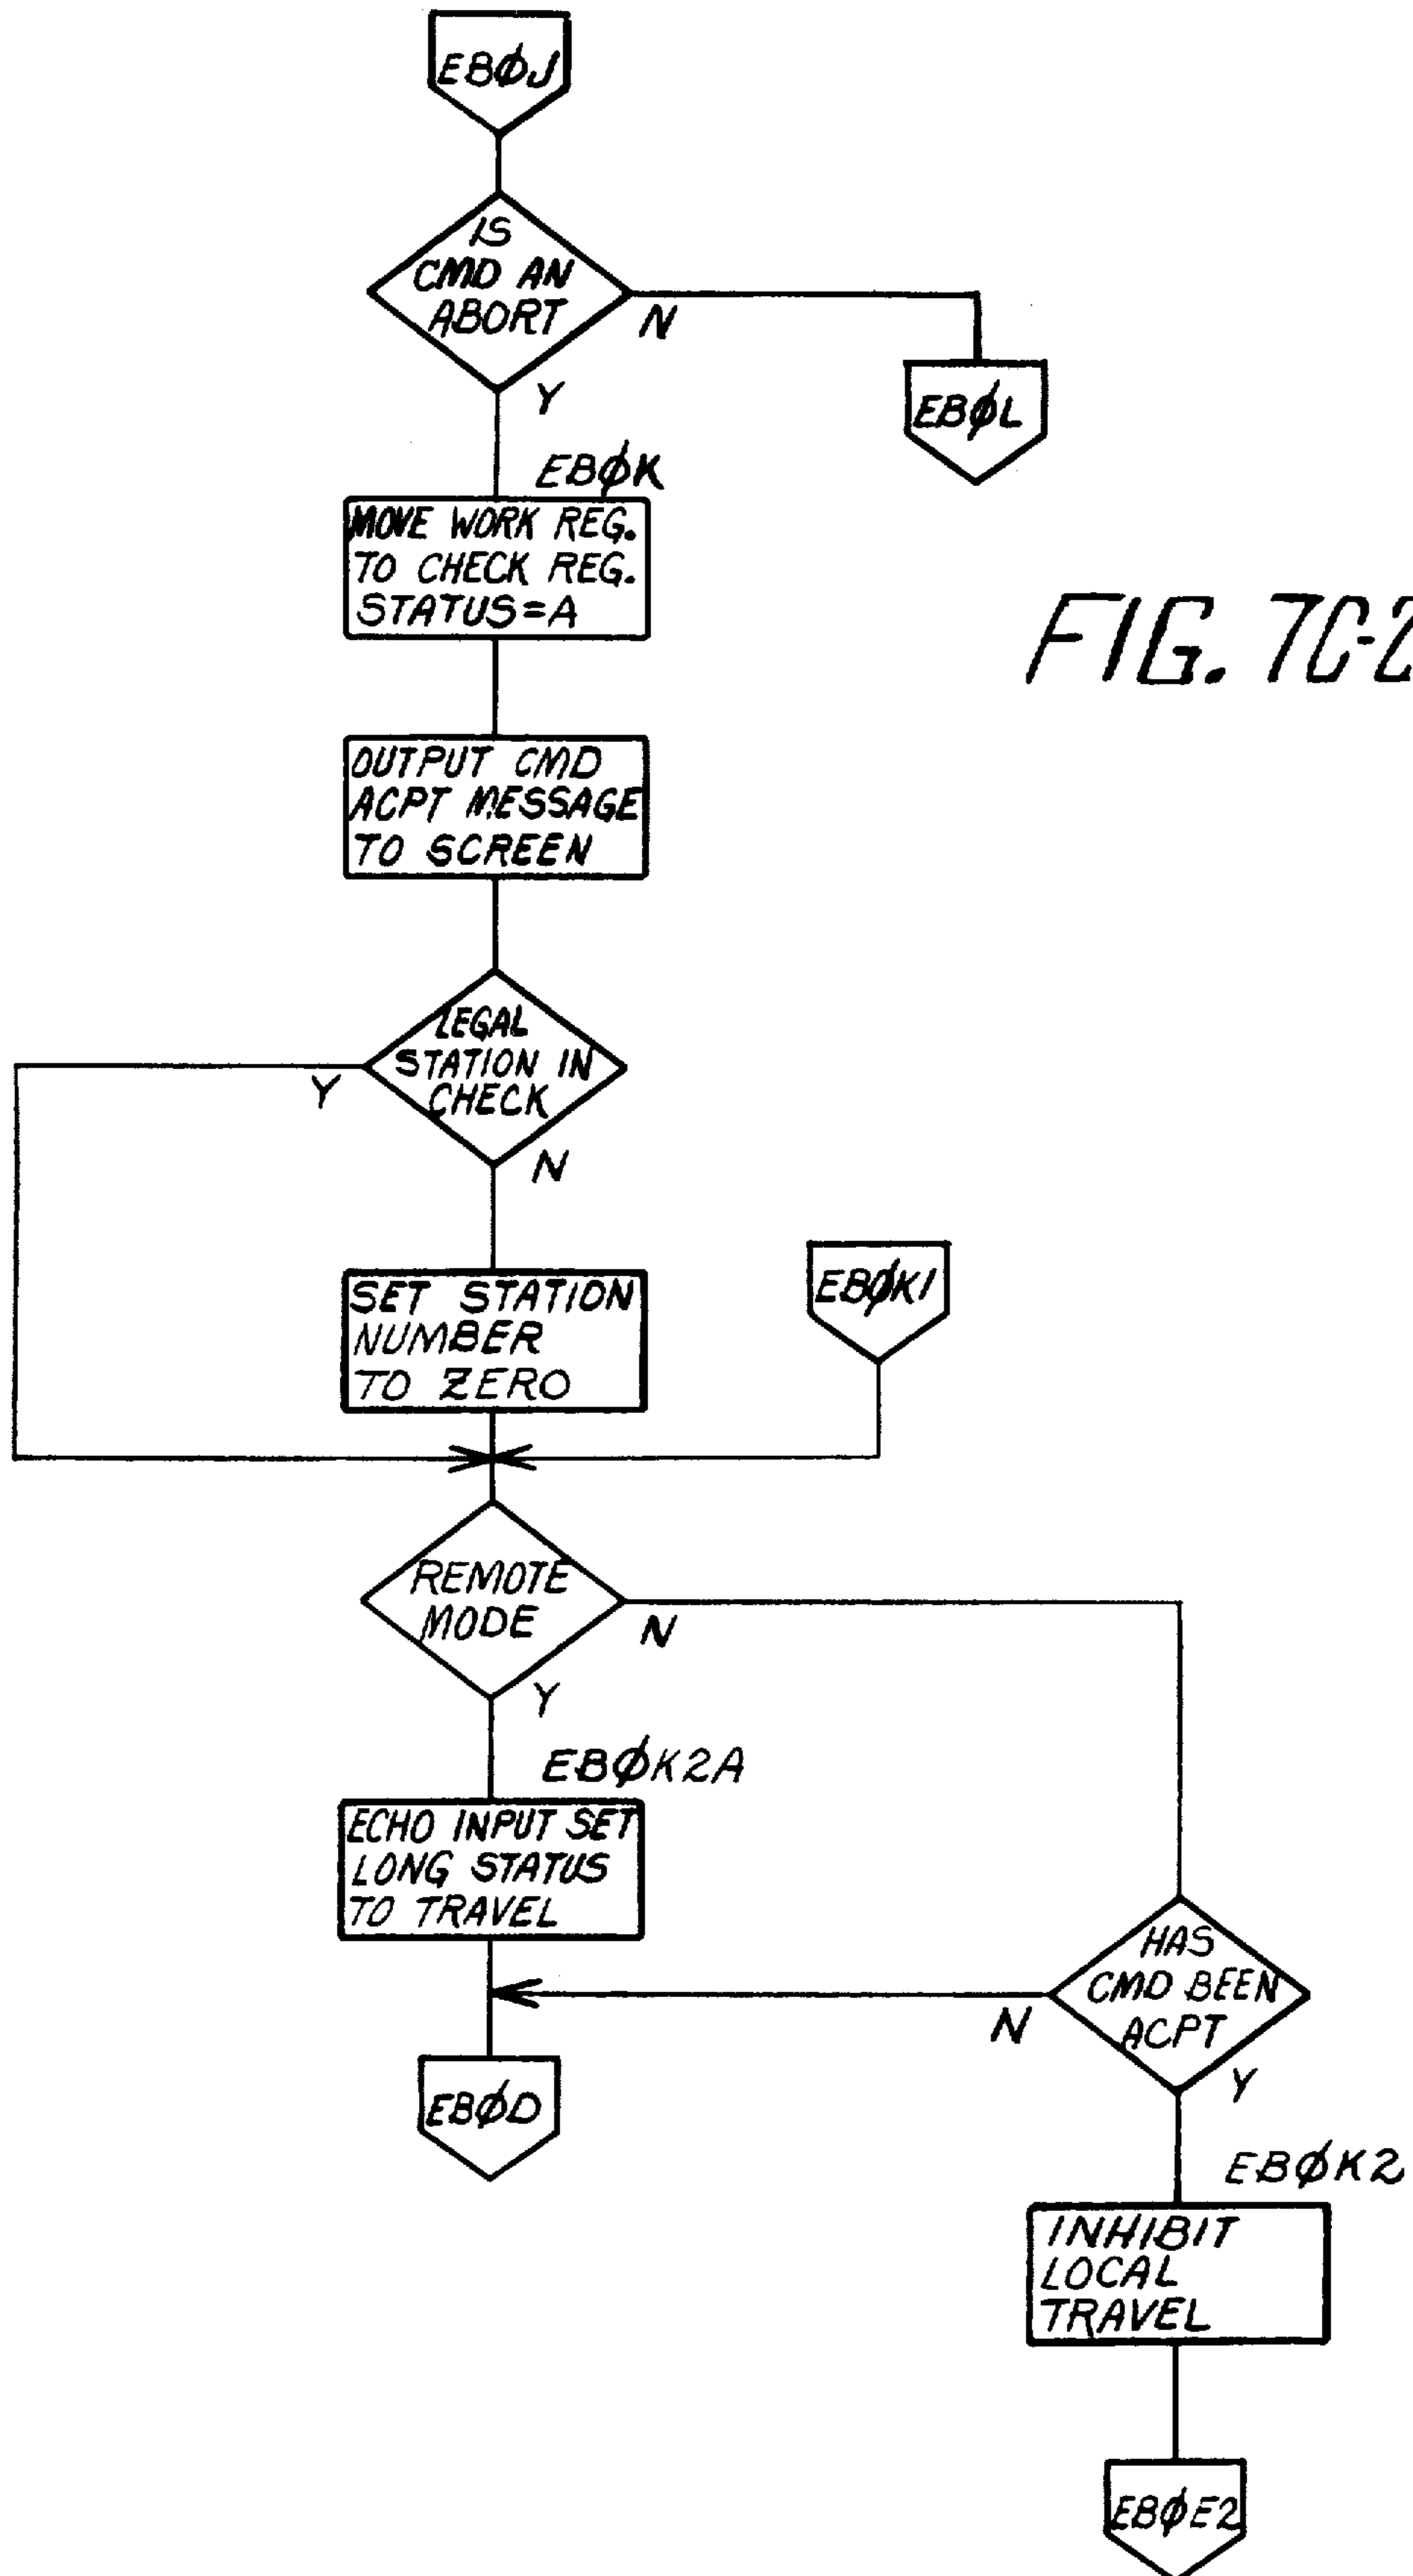 EBØJ
IS
CMD AN
ABORT
N
Y
EBØL
EBØK
MOVE WORK REG.
TO CHECK REG.
STATUS=A
FIG. 7C-2
OUTPUT CMD
ACPT MESSAGE
TO SCREEN
LEGAL
STATION IN
CHECK
Y
N
SET STATION
NUMBER
TO ZERO
EBØK1
REMOTE
MODE
N
Y
EBØK2A
ECHO INPUT SET
LONG STATUS
TO TRAVEL
HAS
CMD BEEN
ACPT
N
Y
EBØD
EBØK2
INHIBIT
LOCAL
TRAVEL
EBØE2